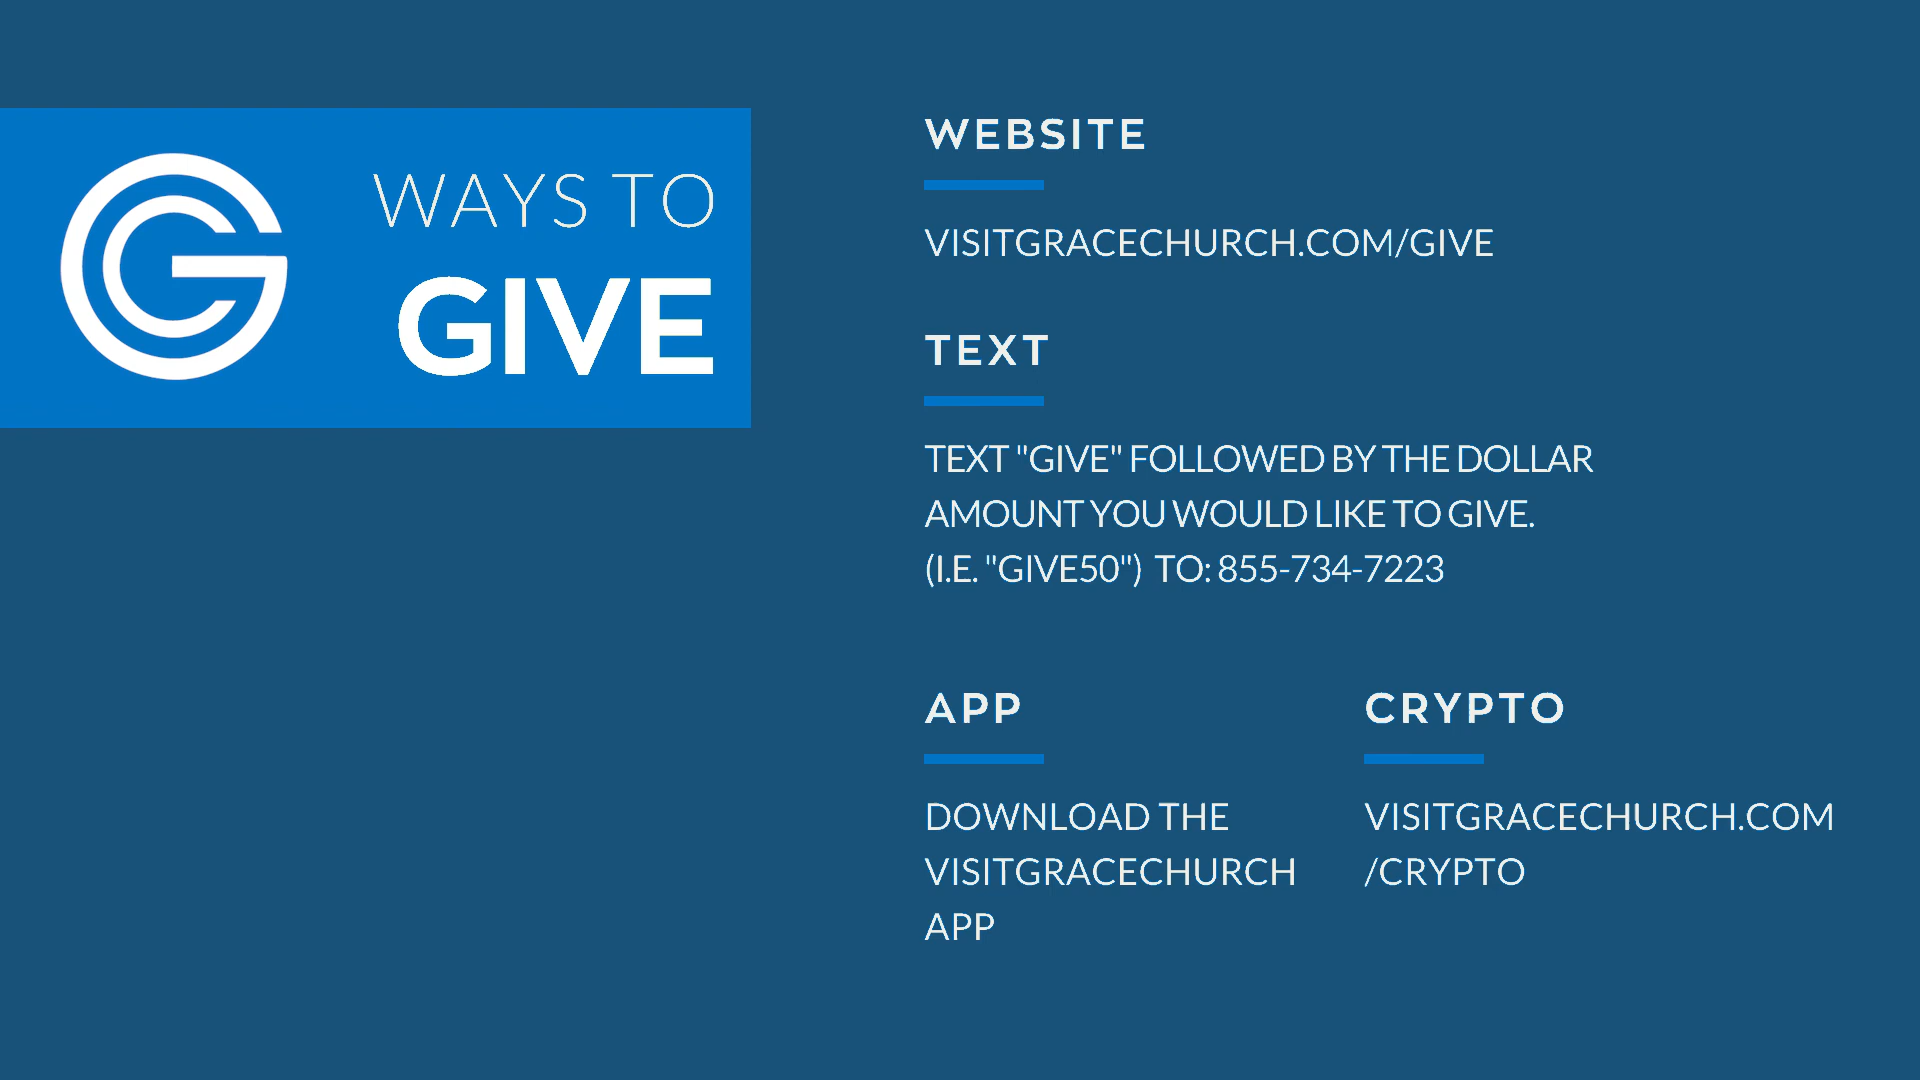 WAYS TO
GIVE
WEBSITE
VISITGRACECHURCH.COM/GIVE
TEXT
TEXT "GIVE" FOLLOWED BY THE DOLLAR
AMOUNT YOU WOULD LIKE TO GIVE.
(I.E. "GIVE50") TO: 855-734-7223
APP
DOWNLOAD THE
VISITGRACECHURCH
APP
CRYPTO
VISITGRACECHURCH.COM
/CRYPTO